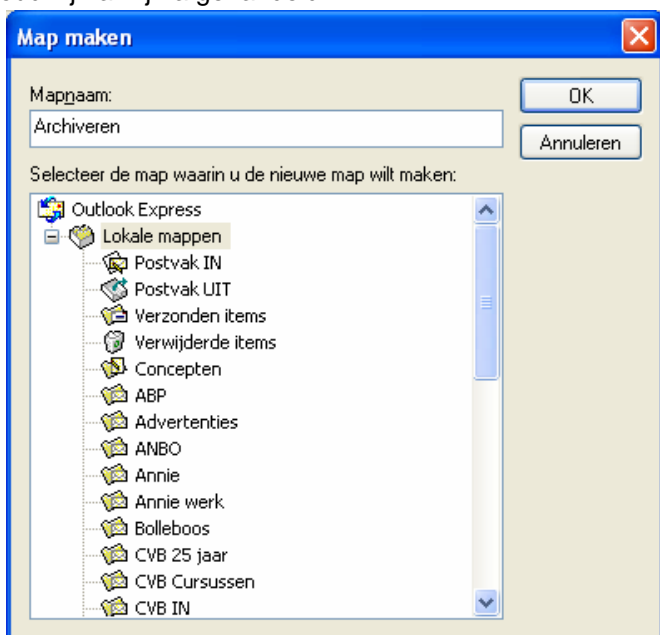 Map maken
Mapnaam:
OK
Archiveren
Annuleren
Selecteer de map waarin u de nieuwe map wilt maken:
Outlook Express
Lokale mappen
Postvak IN
Postvak UIT
Verzonden items
Verwijderde items
Concepten
ABP
Advertenties
ANBO
Annie
Annie werk
Bolleboos
CVB 25 jaar
CVB Cursussen
CVB IN